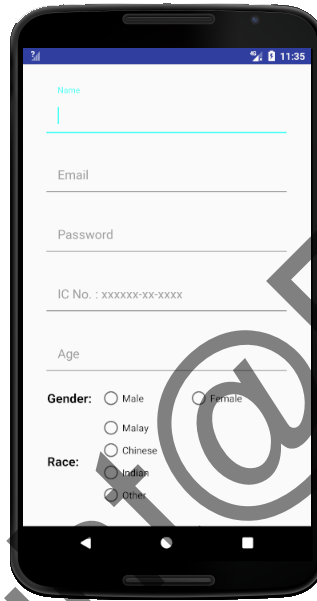 4G 11:35
Name
Email
Password
IC No. : xxxxxx-xx-xxxx
Age
Gender: Male Female
Malay
Chinese
Race:
Indian
Other
t@